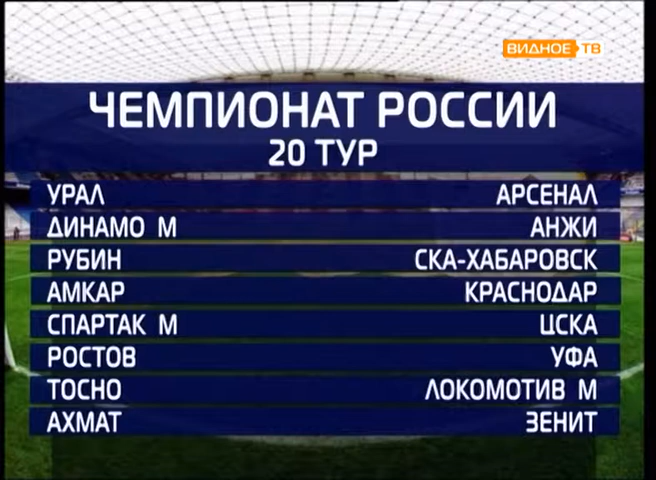 ВИДНОЕ ТВ
ЧЕМПИОНАТ РОССИИ
20 ТУР
УРАЛ АРСЕНАЛ
ДИНАМО М АНЖИ
РУБИН СКА-ХАБАРОВСК
АМКАР КРАСНОДАР
СПАРТАК М ЦСКА
РОСТОВ УФА
ТОСНО ЛОКОМОТИВ М
АХМАТ ЗЕНИТ